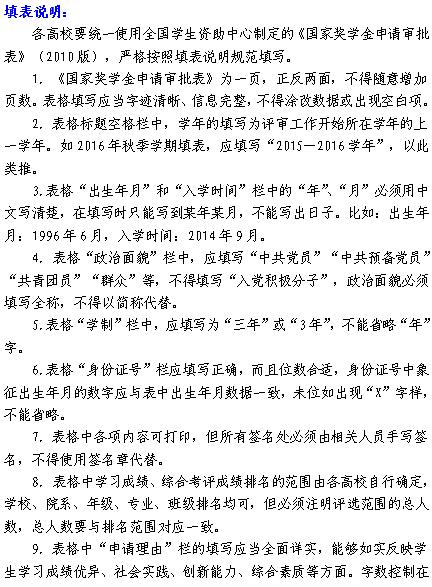 填表说明：
各高校要统一使用全国学生资助中心制定的《国家奖学金申请审批
表》（2010版），严格按照填表说明规范填写。
1. 《国家奖学金申请审批表》为一页，正反两面，不得随意增加
页数。表格填写应当字迹清晰、信息完整，不得涂改数据或出现空白项。
2. 表格标题空格栏中，学年的填写为评审工作开始所在学年的上
一学年。如2016年秋季学期填表，应填写“2015—2016学年”，以此
类推。
3.表格“出生年月”和“入学时间”栏中的“年”、“月”必须用中
文写清楚，在填写时只能写到某年某月，不能写出日子。比如：出生年
月：1996年6月，入学时间：2014年9月。
4. 表格“政治面貌”栏中，应填写“中共党员”“中共预备党员”
“共青团员”“群众”等，不得填写“入党积极分子”，政治面貌必须
填写全称，不得以简称代替。
5.表格“学制”栏中，应填写为“三年”或“3年”，不能省略“年”
字。
6.表格“身份证号”栏应填写正确，而且位数合适，身份证号中象
征出生年月的数字应与表中出生年月数据一致，末位如出现“X”字样，
不能省略。
7. 表格中各项内容可打印，但所有签名处必须由相关人员手写签
名，不得使用签名章代替。
8. 表格中学习成绩、综合考评成绩排名的范围由各高校自行确定，
学校、院系、年级、专业、班级排名均可，但必须注明评选范围的总人
数，总人数要与排名范围对应一致。
9. 表格中“申请理由”栏的填写应当全面详实，能够如实反映学
生学习成绩优异、社会实践、创新能力、综合素质等方面。字数控制在